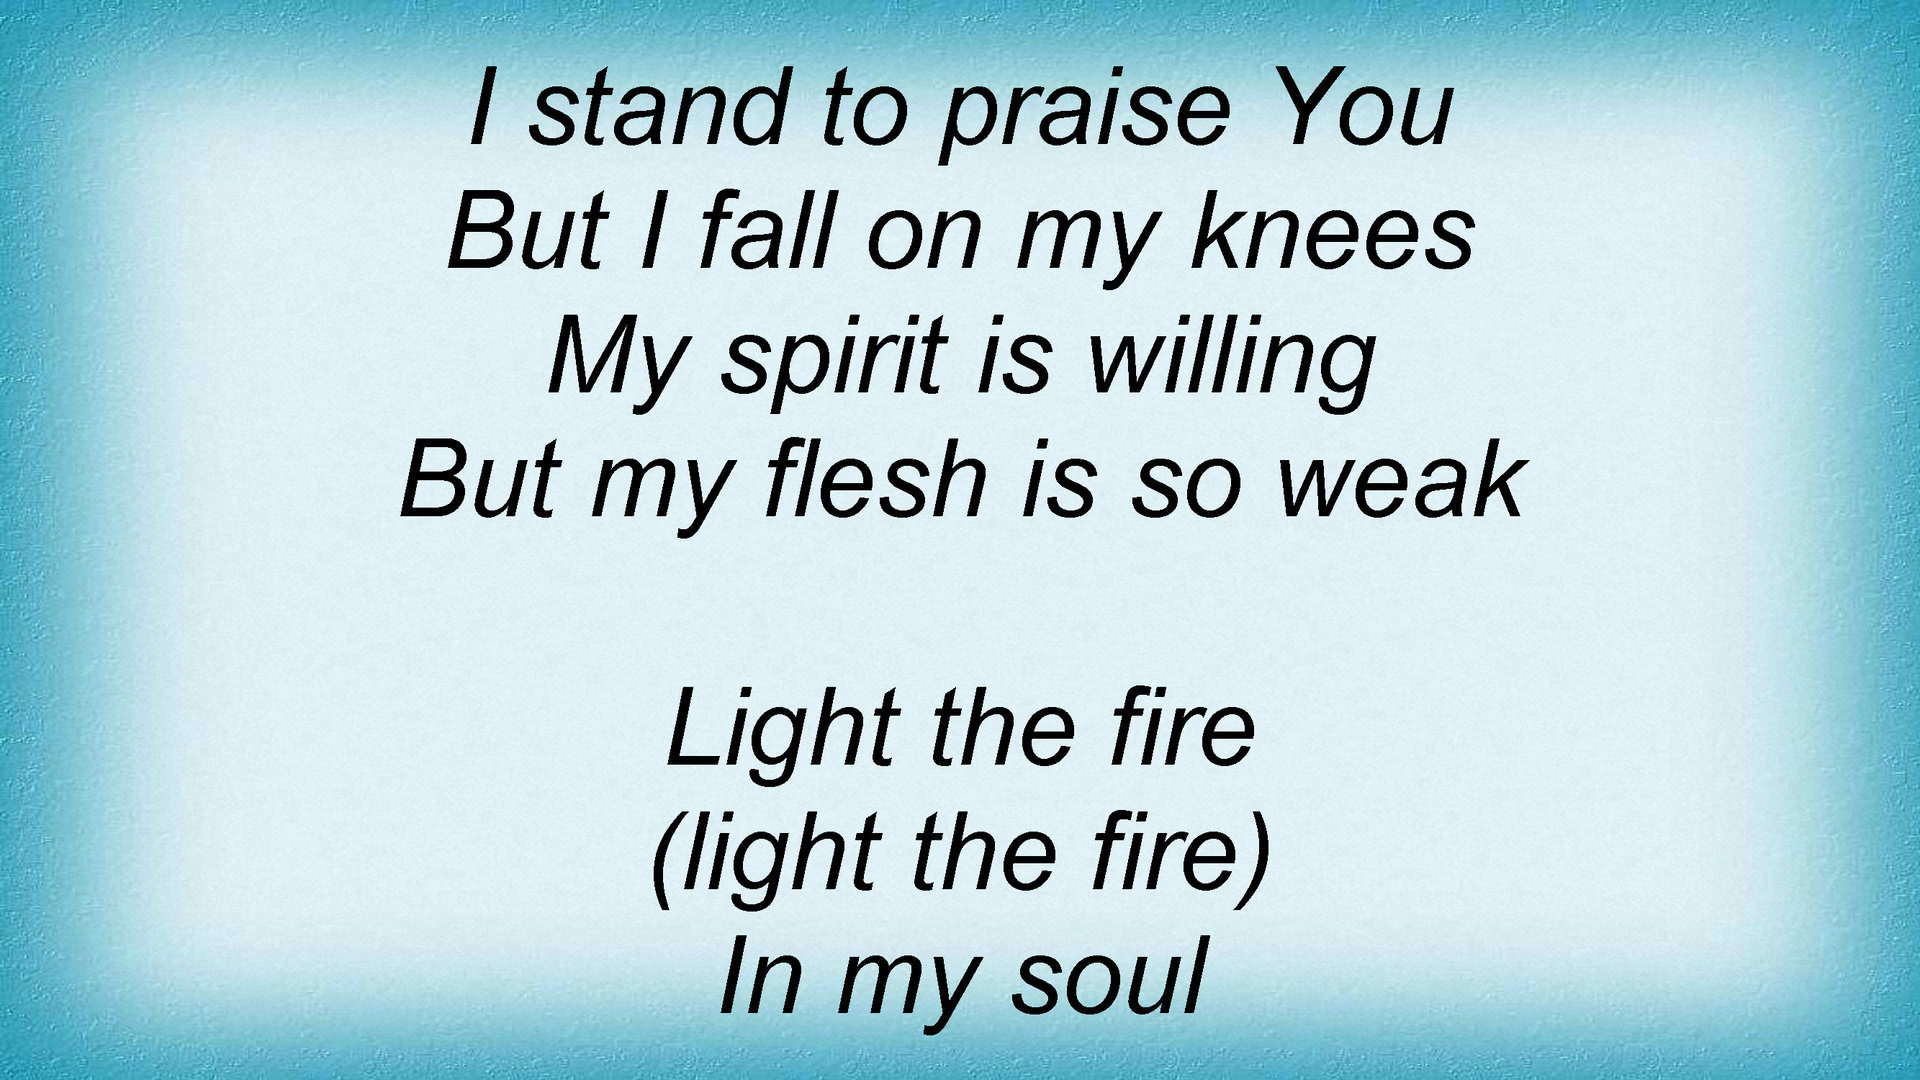 I stand to praise You
But I fall on my knees
My spirit is willing
But my flesh is so weak
Light the fire
(light the fire)
In my soul